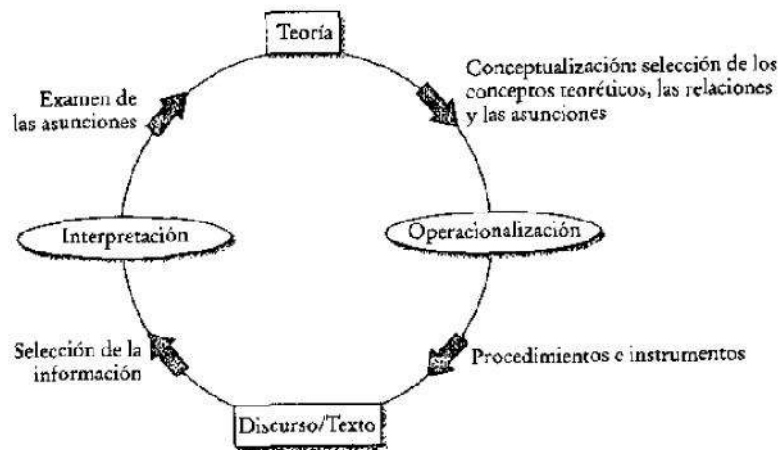 Teoría
Conceptualización: selección de los
conceptos teoréticos, las relaciones
y las asunciones
Examen de
las asunciones
Interpretación
Operacionalización
Selección de la
información
Procedimientos e instrumentos
Discurso/Texto